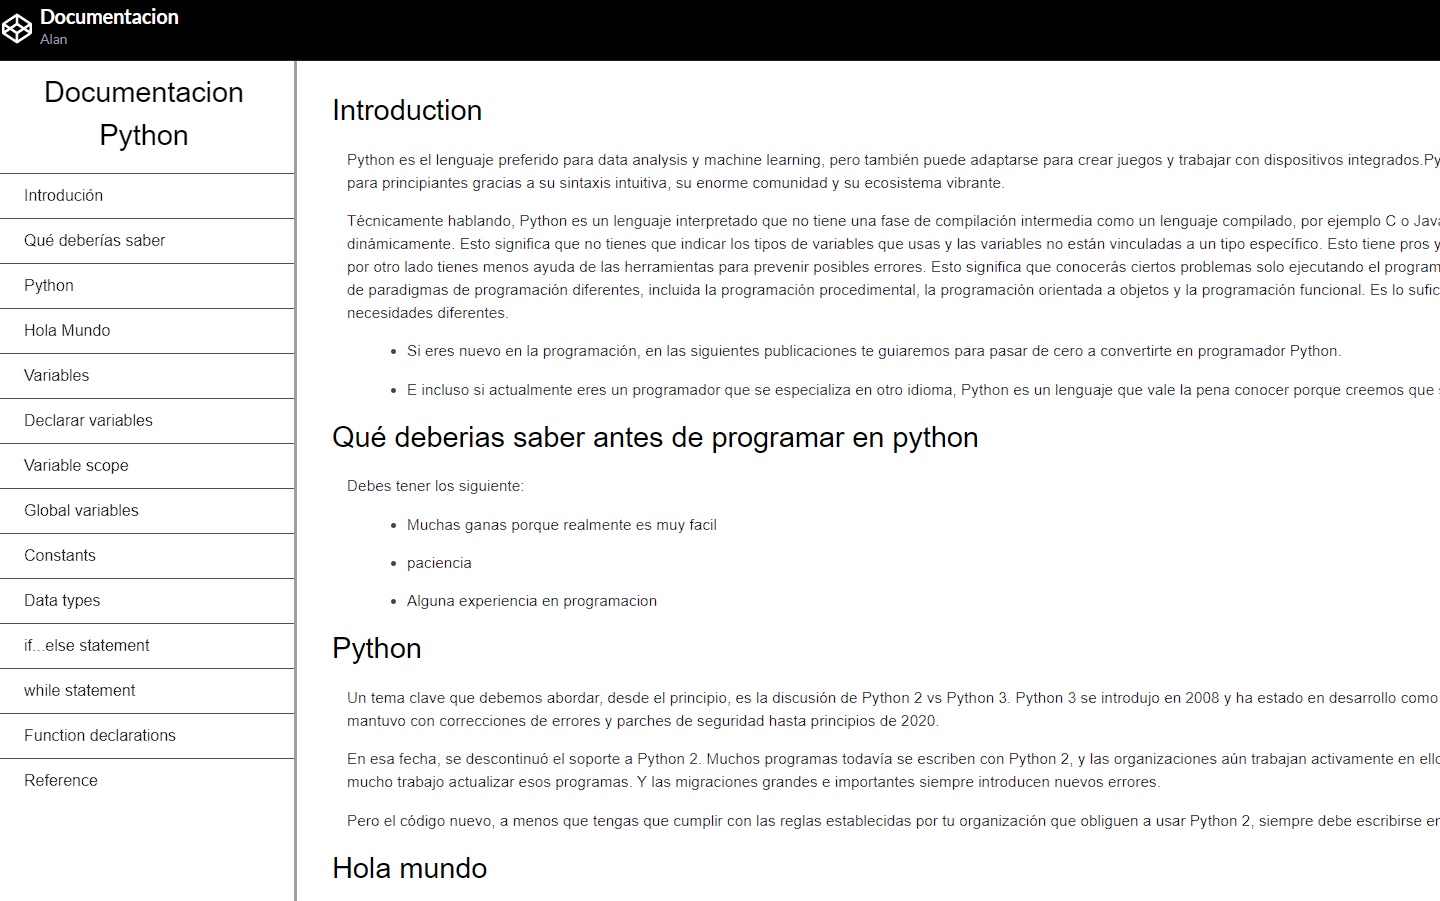 Documentacion
Alan
Documentacion
Python
Introdución
Qué deberías saber
Python
Hola Mundo
Variables
Declarar variables
Variable scope
Global variables
Constants
Data types
if...else statement
while statement
Function declarations
Reference
Introduction
Python es el lenguaje preferido para data analysis y machine learning, pero también puede adaptarse para crear juegos y trabajar con dispositivos integrados.Py
para principiantes gracias a su sintaxis intuitiva, su enorme comunidad y su ecosistema vibrante.
Técnicamente hablando, Python es un lenguaje interpretado que no tiene una fase de compilación intermedia como un lenguaje compilado, por ejemplo C o Java
dinámicamente. Esto significa que no tienes que indicar los tipos de variables que usas y las variables no están vinculadas a un tipo específico. Esto tiene pros y
por otro lado tienes menos ayuda de las herramientas para prevenir posibles errores. Esto significa que conocerás ciertos problemas solo ejecutando el program
de paradigmas de programación diferentes, incluida la programación procedimental, la programación orientada a objetos y la programación funcional. Es lo sufic
necesidades diferentes.
• Si eres nuevo en la programación, en las siguientes publicaciones te guiaremos para pasar de cero a convertirte en programador Python.
• E incluso si actualmente eres un programador que se especializa en otro idioma, Python es un lenguaje que vale la pena conocer porque creemos que s
Qué deberias saber antes de programar en python
Debes tener los siguiente:
• Muchas ganas porque realmente es muy facil
• paciencia
• Alguna experiencia en programacion
Python
Un tema clave que debemos abordar, desde el principio, es la discusión de Python 2 vs Python 3. Python 3 se introdujo en 2008 y ha estado en desarrollo como
mantuvo con correcciones de errores y parches de seguridad hasta principios de 2020.
En esa fecha, se descontinuó el soporte a Python 2. Muchos programas todavía se escriben con Python 2, y las organizaciones aún trabajan activamente en ello
mucho trabajo actualizar esos programas. Y las migraciones grandes e importantes siempre introducen nuevos errores.
Pero el código nuevo, a menos que tengas que cumplir con las reglas establecidas por tu organización que obliguen a usar Python 2, siempre debe escribirse en
Hola mundo